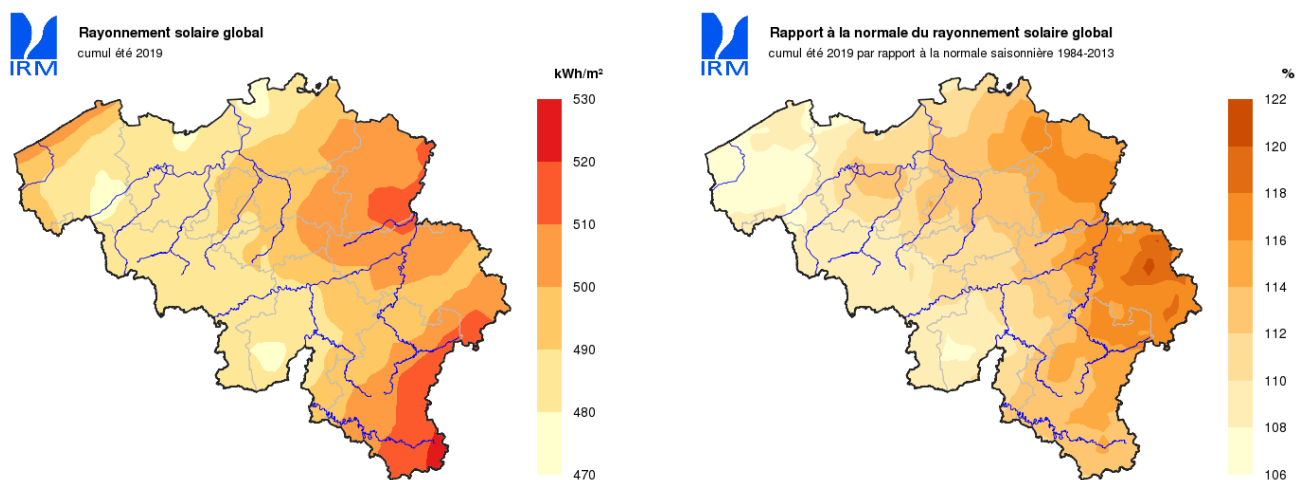 IRM
Rayonnement solaire global
cumul été 2019
kWh/m²
530
520
510
500
490
480
470
IRM
Rapport à la normale du rayonnement solaire global
cumul été 2019 par rapport à la normale saisonnière 1984-2013
%
122
120
118
116
114
112
110
108
106